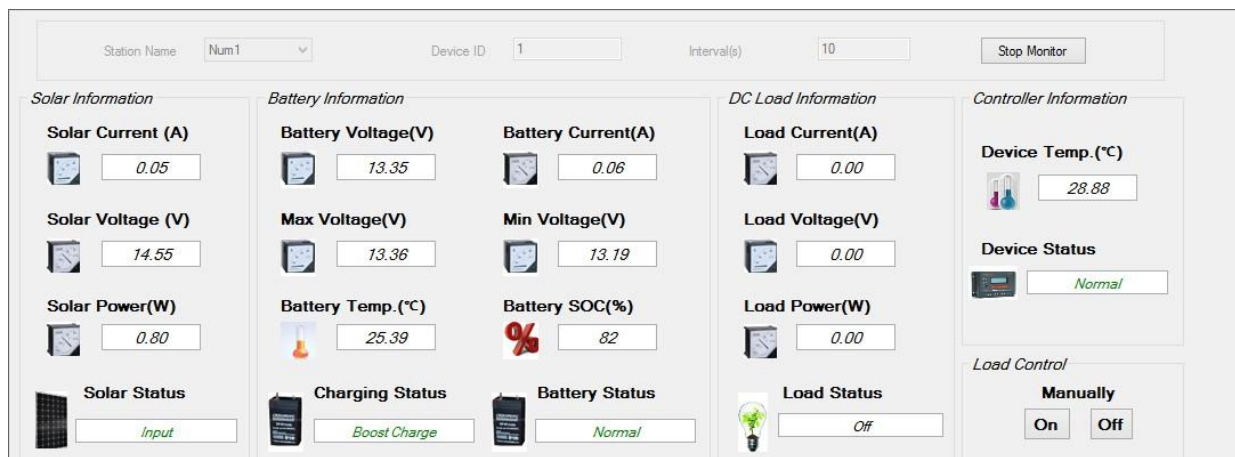 Station Name Num1 Device ID 1 Interval(s) 10 Stop Monitor
Solar Information
Solar Current (A)
0.05
Solar Voltage (V)
14.55
Solar Power(W)
0.80
Solar Status
Input
Battery Information
Battery Voltage(V)
13.35
Battery Current(A)
0.06
Max Voltage(V)
13.36
Min Voltage(V)
13.19
Battery Temp.(℃)
25.39
Battery SOC(%)
82
Charging Status
Boost Charge
Battery Status
Normal
DC Load Information
Load Current(A)
0.00
Load Voltage(V)
0.00
Load Power(W)
0.00
Load Status
Off
Controller Information
Device Temp.(℃)
28.88
Device Status
Normal
Load Control
Manually
On Off